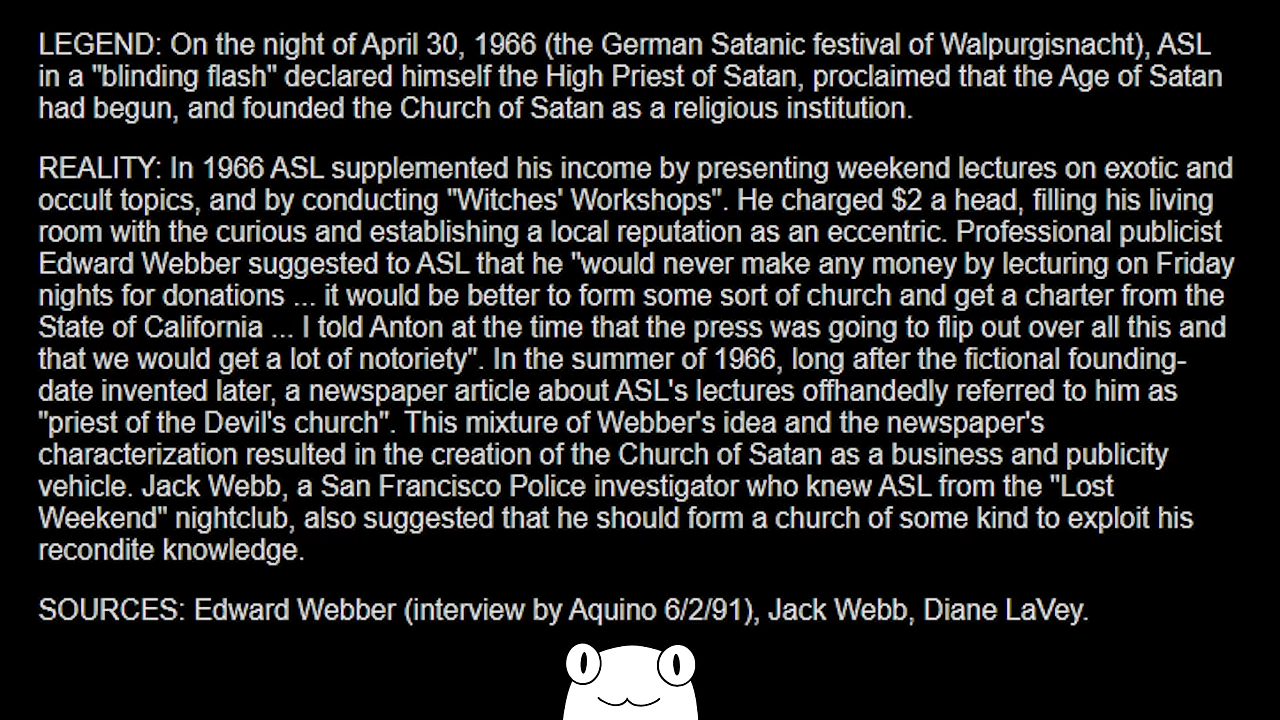 LEGEND: On the night of April 30, 1966 (the German Satanic festival of Walpurgisnacht), ASL
in a "blinding flash" declared himself the High Priest of Satan, proclaimed that the Age of Satan
had begun, and founded the Church of Satan as a religious institution.
REALITY: In 1966 ASL supplemented his income by presenting weekend lectures on exotic and
occult topics, and by conducting "Witches' Workshops". He charged $2 a head, filling his living
room with the curious and establishing a local reputation as an eccentric. Professional publicist
Edward Webber suggested to ASL that he "would never make any money by lecturing on Friday
nights for donations ... it would be better to form some sort of church and get a charter from the
State of California ... I told Anton at the time that the press was going to flip out over all this and
that we would get a lot of notoriety". In the summer of 1966, long after the fictional founding-
date invented later, a newspaper article about ASL's lectures offhandedly referred to him as
"priest of the Devil's church". This mixture of Webber's idea and the newspaper's
characterization resulted in the creation of the Church of Satan as a business and publicity
vehicle. Jack Webb, a San Francisco Police investigator who knew ASL from the "Lost
Weekend" nightclub, also suggested that he should form a church of some kind to exploit his
recondite knowledge.
SOURCES: Edward Webber (interview by Aquino 6/2/91), Jack Webb, Diane LaVey.